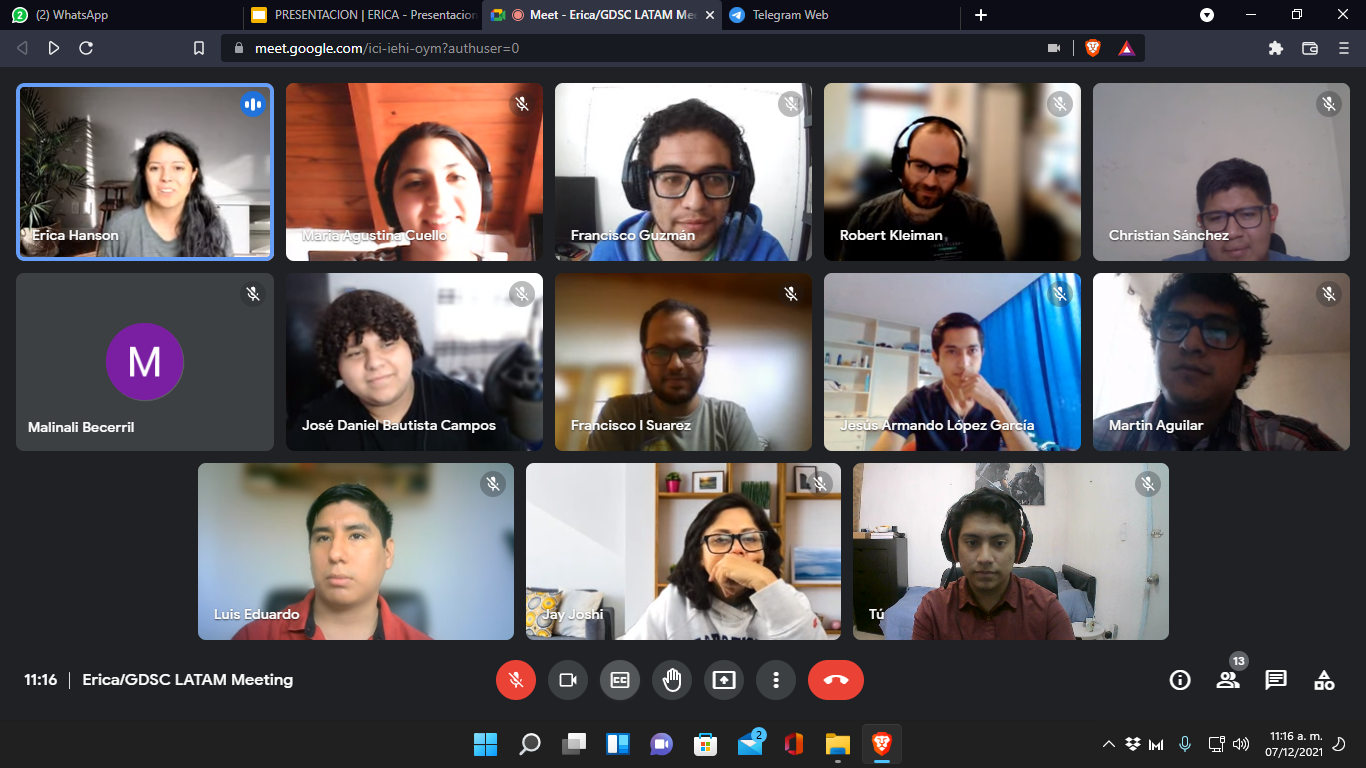 (2) WhatsApp
PRESENTACION | ERICA - Presentacion
Meet - Erica/GDSC LATAM Me
Telegram Web
meet.google.com/ici-iehi-oym?authuser=0
Erica Hanson
María Agustina Cuello
Francisco Guzmán
Robert Kleiman
Christian Sánchez
M
Malinali Becerril
José Daniel Bautista Campos
Francisco I Suarez
Jesús Armando López García
Martin Aguilar
Luis Eduardo
Jay Joshi
Tú
11:16 | Erica/GDSC LATAM Meeting
CC
13
2
11:16 a. m.
07/12/2021